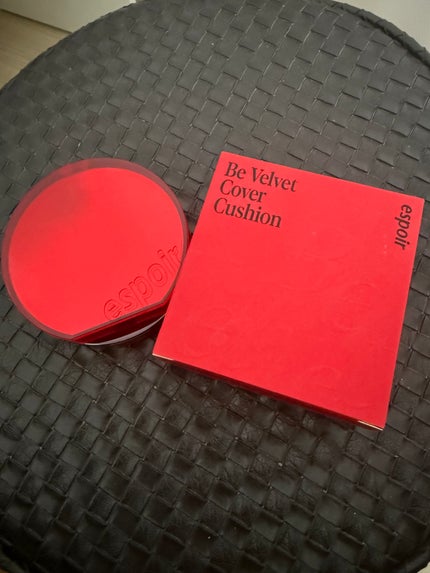 Be Velvet
Cover
Cushion
espoir
espoir